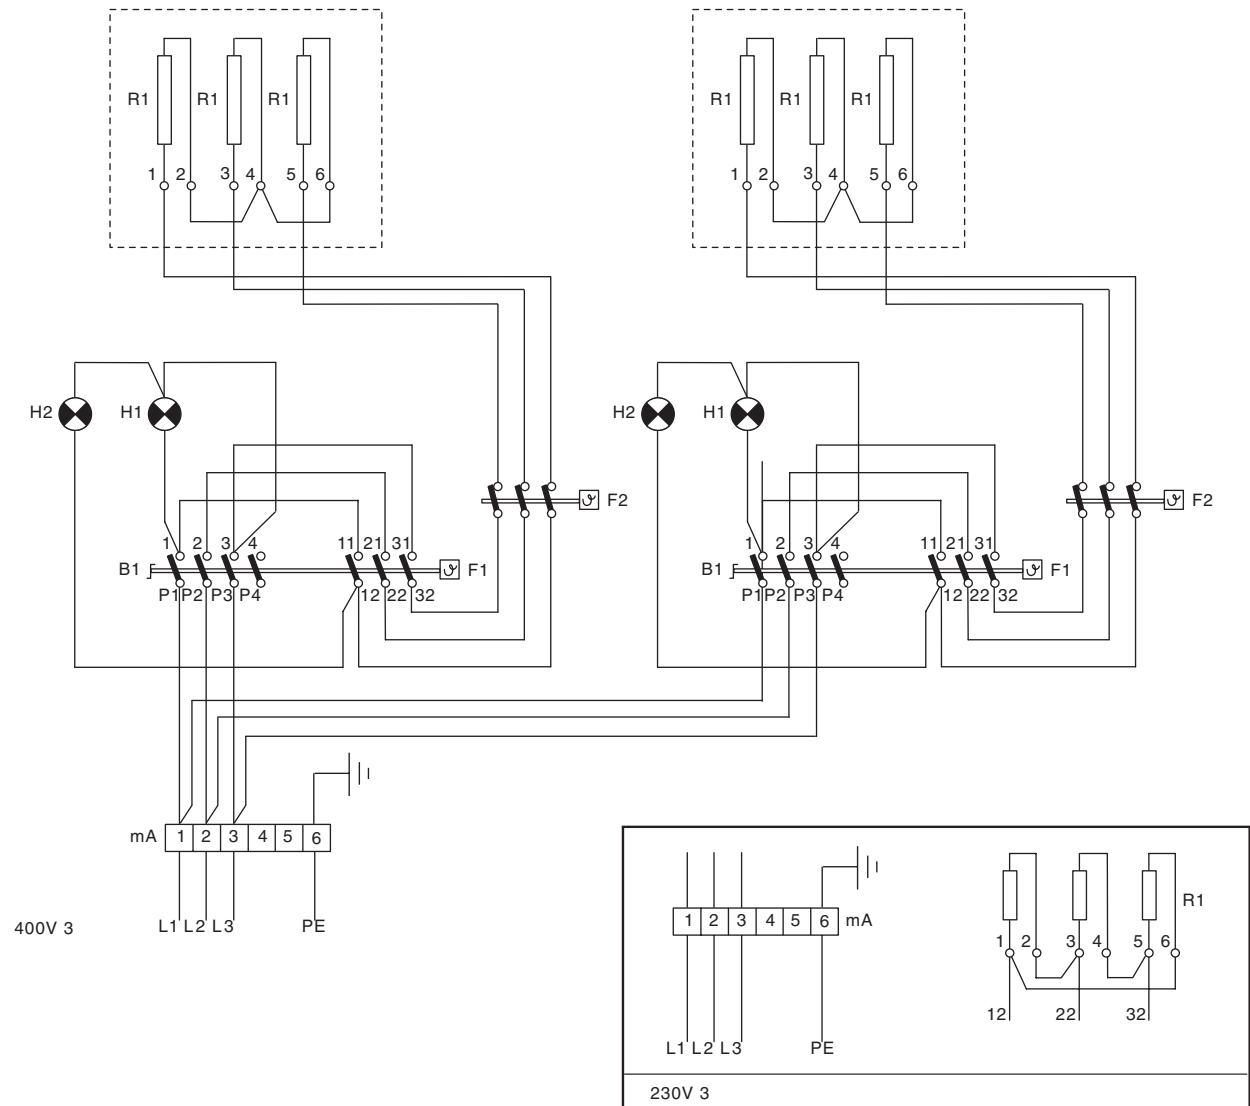 R1 R1 R1 R1 R1 R1
1 2 3 4 5 6 1 2 3 4 5 6
H2 H1 H2 H1
F2 F2
1 2 3 4 11 21 31 1 2 3 4 11 21 31
B1 F1 B1 F1
P1 P2 P3 P4 12 22 32 P1 P2 P3 P4 12 22 32
mA 1 2 3 4 5 6
400V 3 L1 L2 L3 PE
1 2 3 4 5 6 mA
R1
1 2 3 4 5 6
12 22 32
L1 L2 L3 PE
230V 3